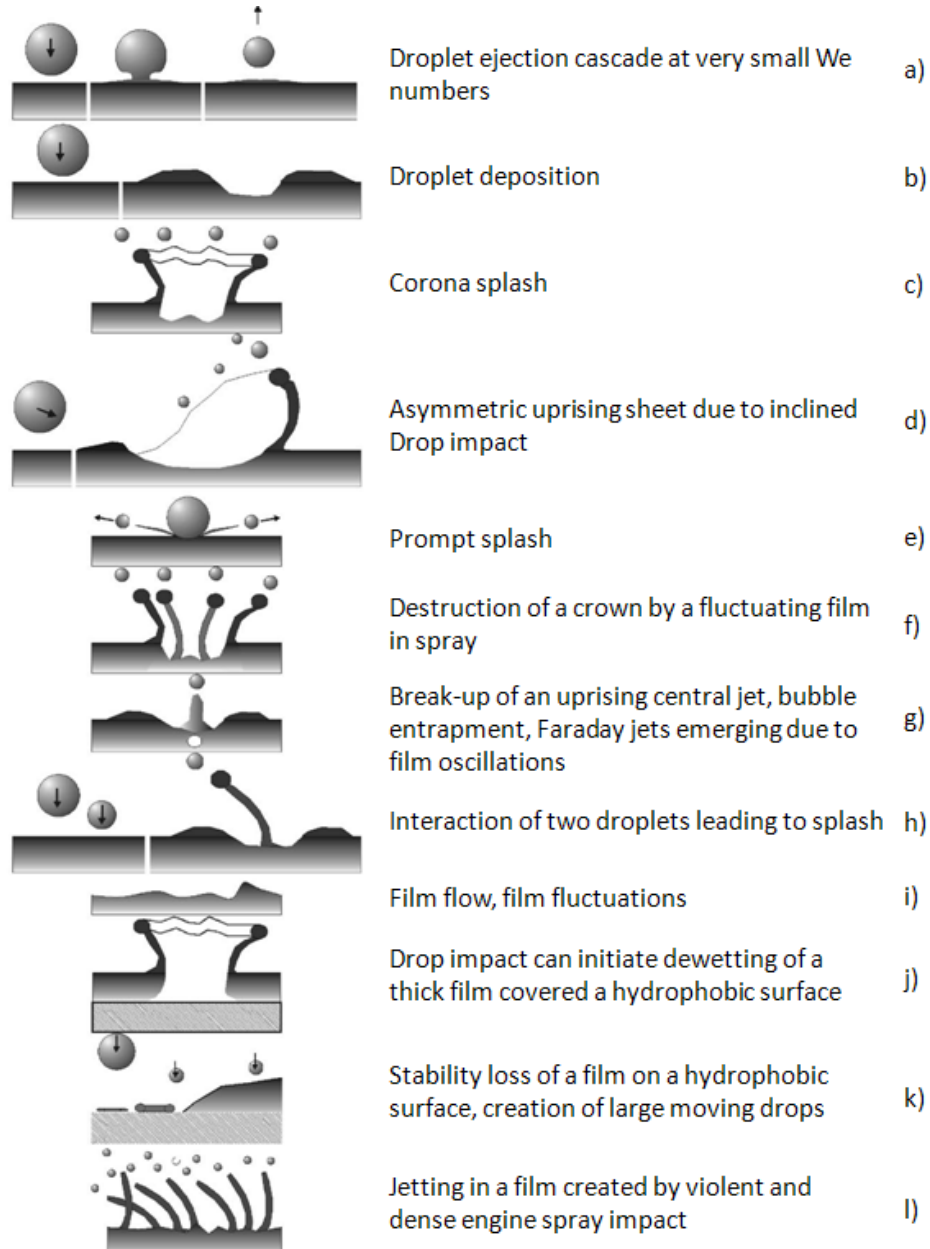 Droplet ejection cascade at very small We
numbers
a)
Droplet deposition
b)
Corona splash
c)
Asymmetric uprising sheet due to inclined
Drop impact
d)
Prompt splash
e)
Destruction of a crown by a fluctuating film
in spray
f)
Break-up of an uprising central jet, bubble
entrapment, Faraday jets emerging due to
film oscillations
g)
Interaction of two droplets leading to splash
h)
Film flow, film fluctuations
i)
Drop impact can initiate dewetting of a
thick film covered a hydrophobic surface
j)
Stability loss of a film on a hydrophobic
surface, creation of large moving drops
k)
Jetting in a film created by violent and
dense engine spray impact
l)